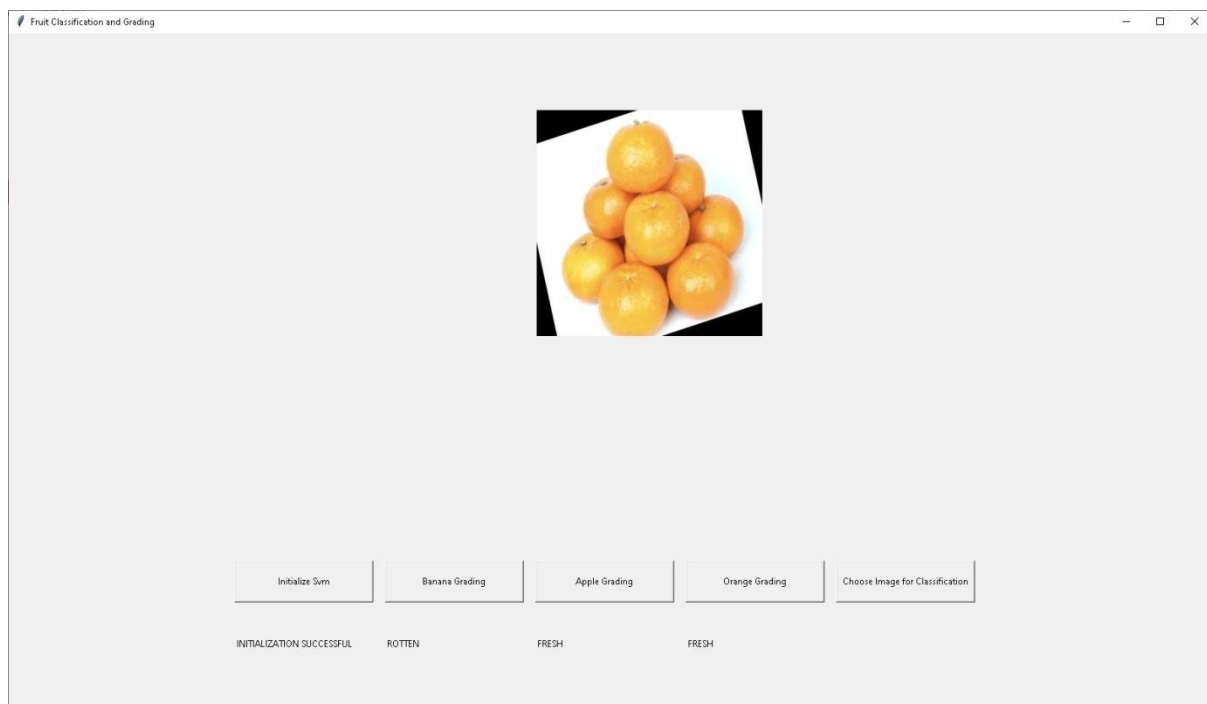 Fruit Classification and Grading
Initialize Svm
Banana Grading
Apple Grading
Orange Grading
Choose Image for Classification
INITIALIZATION SUCCESSFUL
ROTTEN
FRESH
FRESH